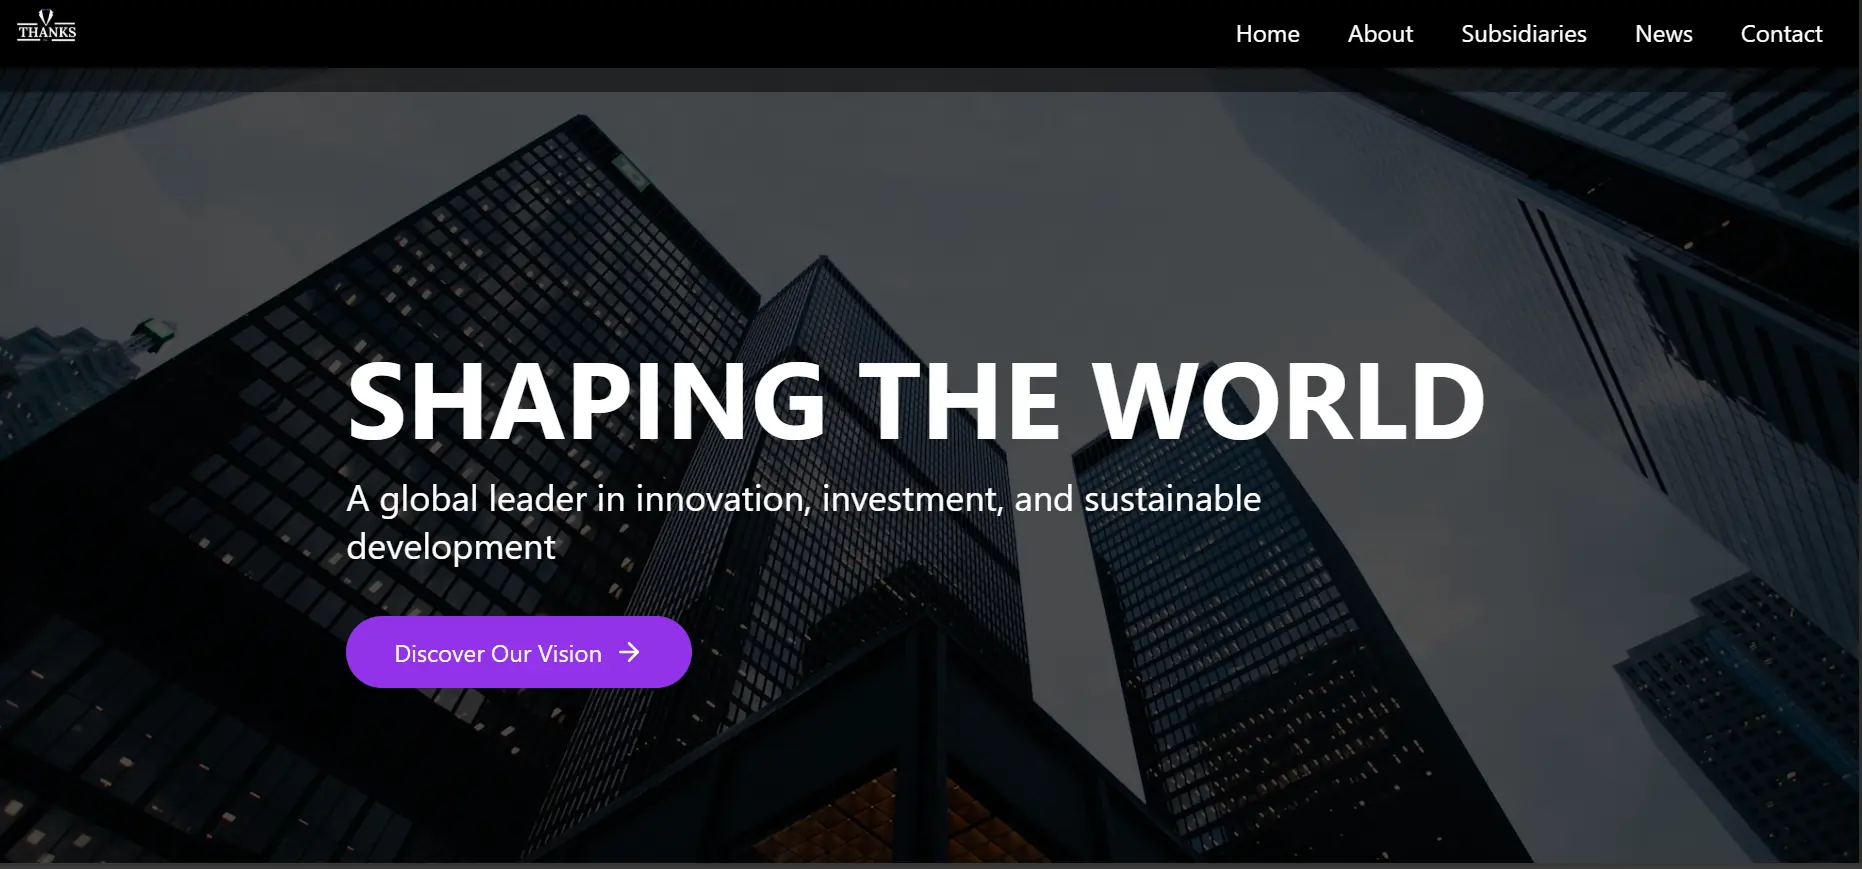 THANKS
Home About Subsidiaries News Contact
SHAPING THE WORLD
A global leader in innovation, investment, and sustainable
development
Discover Our Vision →